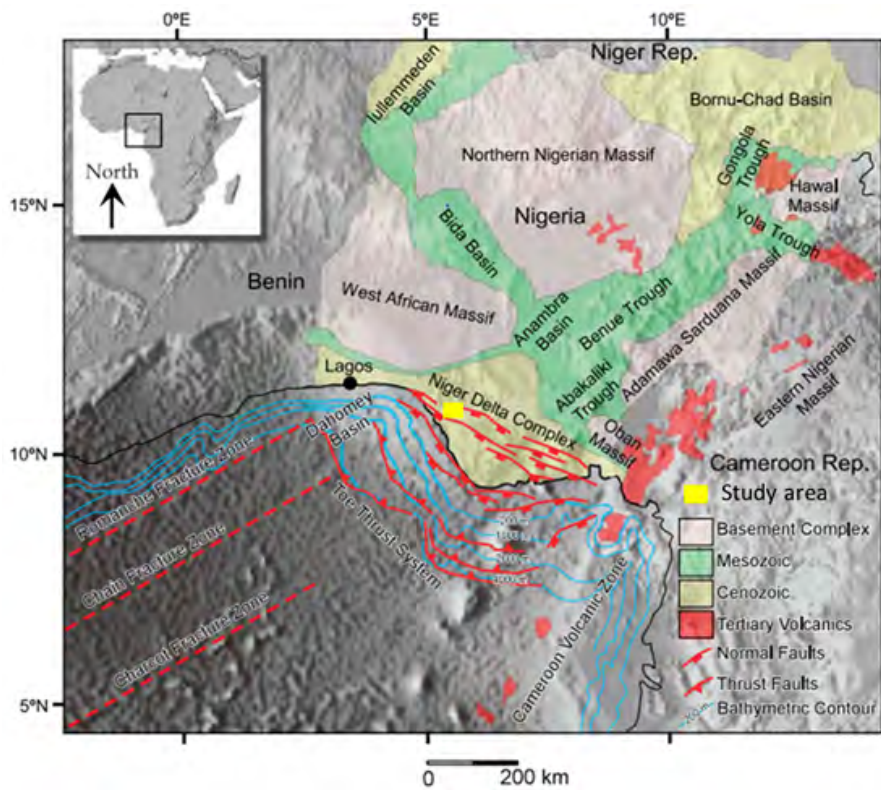 0°E
5°E
10°E
Niger Rep.
Iullemmeden
Basin
Bornu-Chad Basin
North
Northern Nigerian Massif
Gongola
Trough
Hawal
Massif
15°N
Nigeria
Bida Basin
Yola Trough
Benin
West African Massif
Anambra
Basin
Benue Trough
Adamawa Sarduana Massif
Eastern Nigerian
Massif
Lagos
Niger Delta Complex
Abakaliki
Trough
Oban
Massif
Dahomey
Basin
10°N
Romanche Fracture Zone
Toe Thrust System
Chain Fracture Zone
Charcot Fracture Zone
Cameroon Volcanic Zone
Cameroon Rep.
Study area
Basement Complex
Mesozoic
Cenozoic
Tertiary Volcanics
Normal Faults
Thrust Faults
Bathymetric Contour
5°N
0
200 km